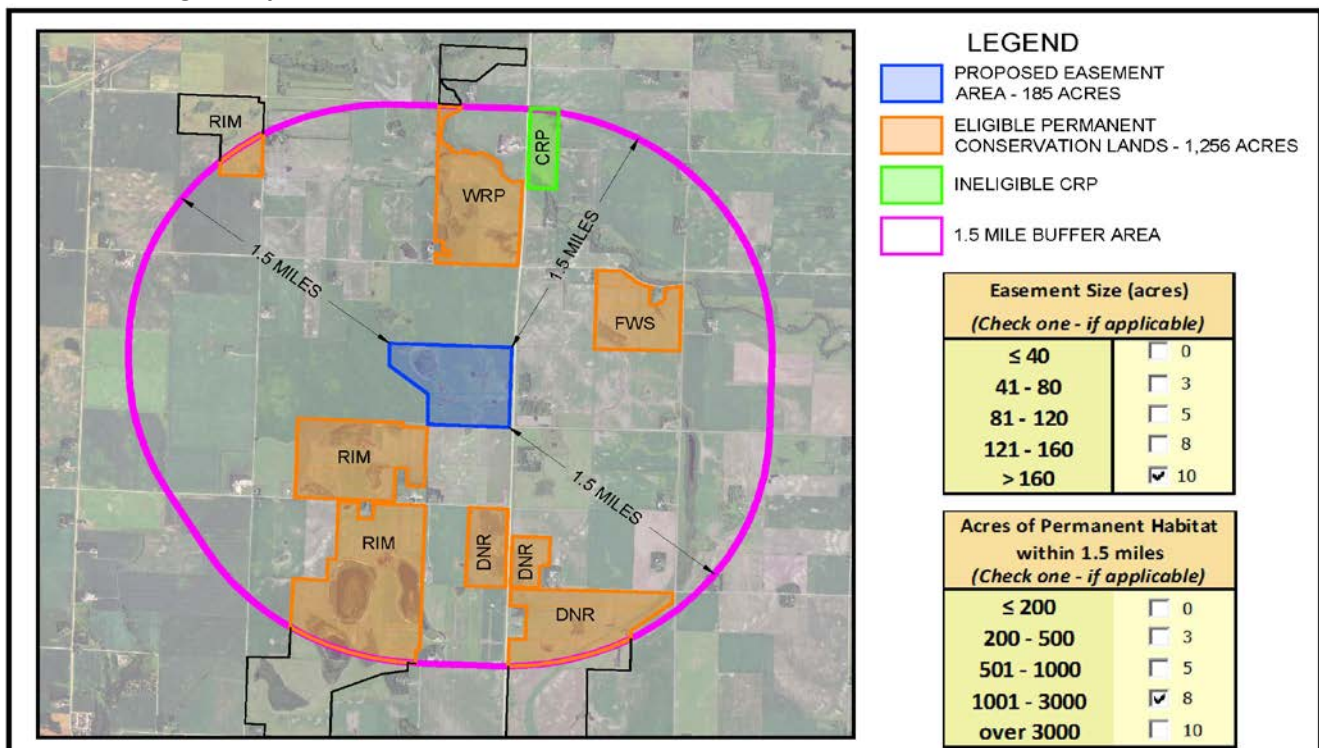 RIM
CRP
WRP
1.5 MILES
1.5 MILES
FWS
RIM
1.5 MILES
RIM
DNR
DNR
DNR
LEGEND
PROPOSED EASEMENT
AREA - 185 ACRES
ELIGIBLE PERMANENT
CONSERVATION LANDS - 1,256 ACRES
INELIGIBLE CRP
1.5 MILE BUFFER AREA
Easement Size (acres)
(Check one - if applicable)
≤ 40 0
41 - 80 3
81 - 120 5
121 - 160 8
> 160 10
Acres of Permanent Habitat
within 1.5 miles
(Check one - if applicable)
≤ 200 0
200 - 500 3
501 - 1000 5
1001 - 3000 8
over 3000 10